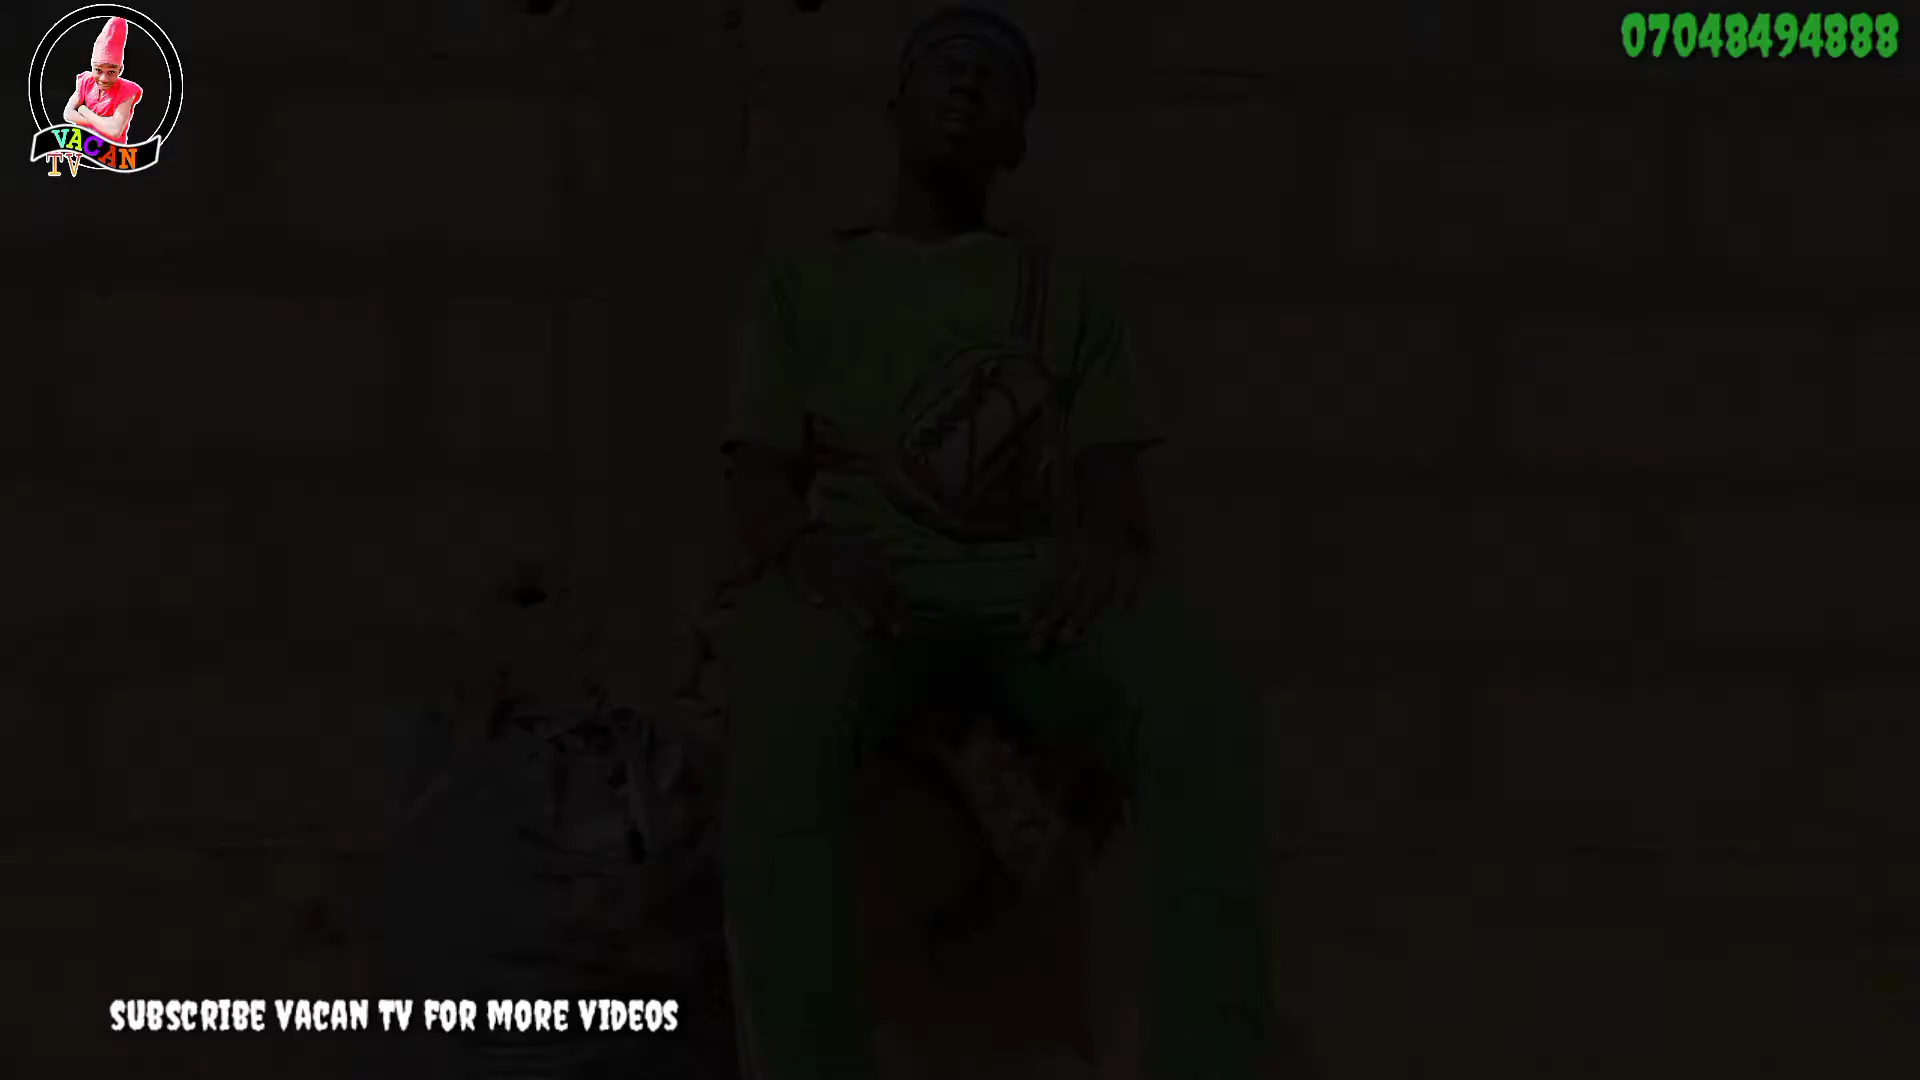 VACAN
TV
07048494888
SUBSCRIBE VACAN TV FOR MORE VIDEOS